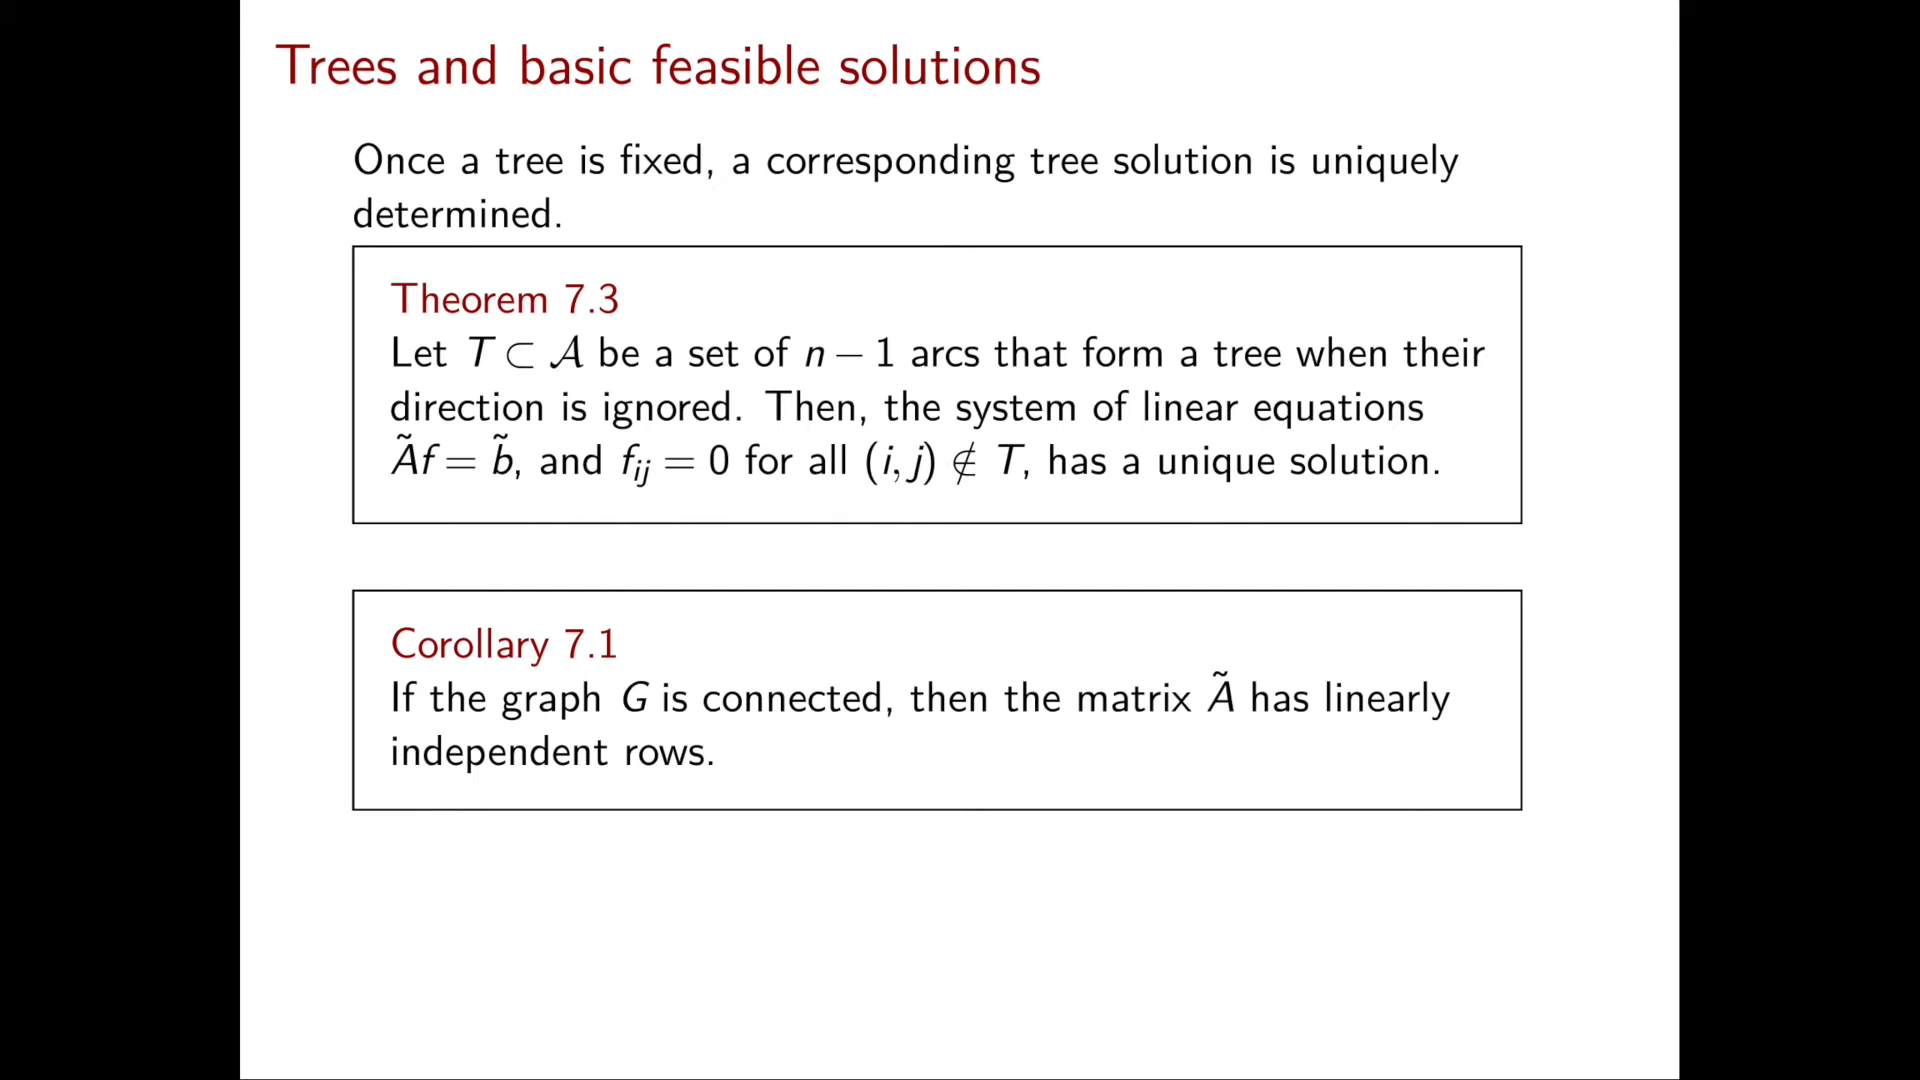 Trees and basic feasible solutions
Once a tree is fixed, a corresponding tree solution is uniquely
determined.
Theorem 7.3
Let T ⊂ 𝒜 be a set of n − 1 arcs that form a tree when their
direction is ignored. Then, the system of linear equations
Ãf = b̃, and fᵢⱼ = 0 for all (i, j) ∉ T, has a unique solution.
Corollary 7.1
If the graph G is connected, then the matrix Ã has linearly
independent rows.